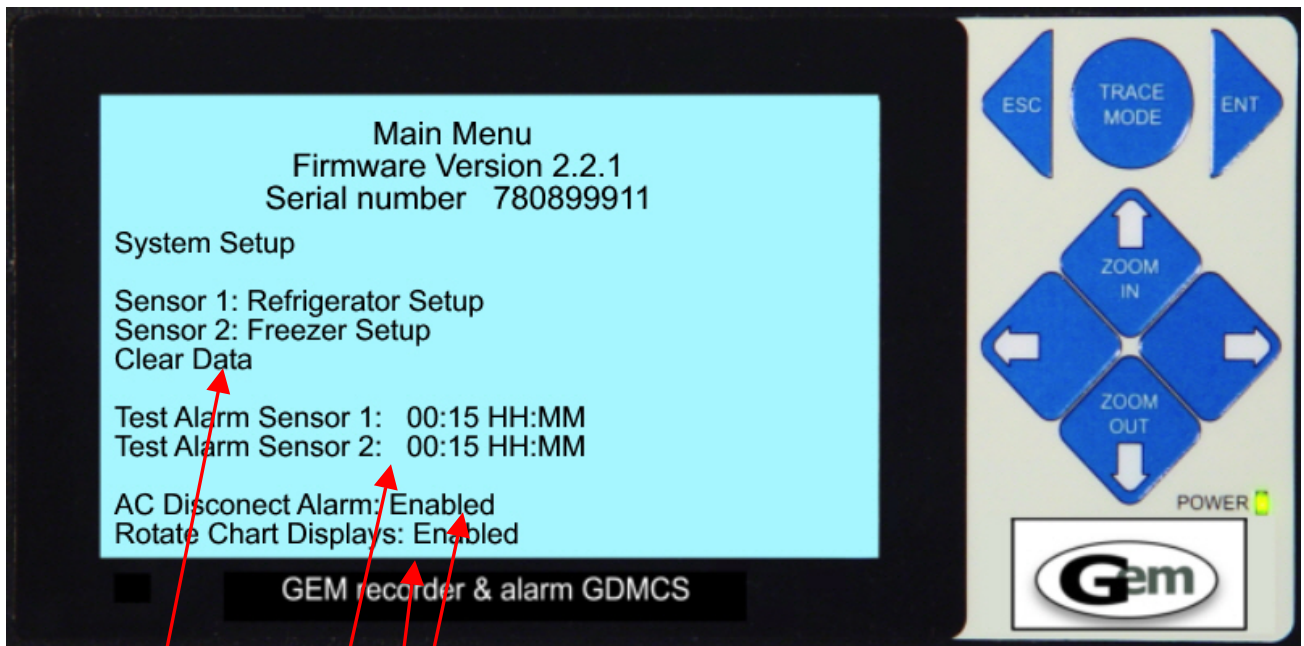 Main Menu
Firmware Version 2.2.1
Serial number 780899911
System Setup
Sensor 1: Refrigerator Setup
Sensor 2: Freezer Setup
Clear Data
Test Alarm Sensor 1: 00:15 HH:MM
Test Alarm Sensor 2: 00:15 HH:MM
AC Disconect Alarm: Enabled
Rotate Chart Displays: Enabled
GEM recorder & alarm GDMCS
ESC
TRACE
MODE
ENT
ZOOM
IN
ZOOM
OUT
POWER
Gem